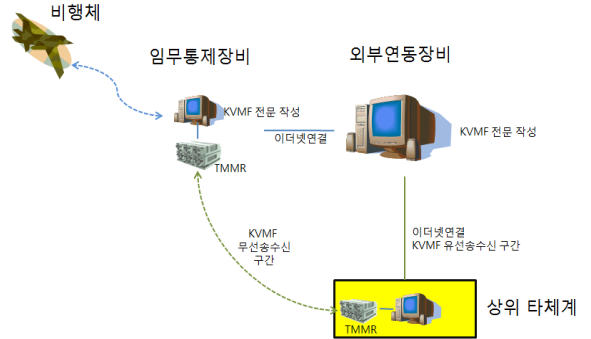 비행체
임무통제장비
외부연동장비
KVMF 전문 작성
KVMF 전문 작성
이더넷연결
TMMR
KVMF
무선송수신
구간
이더넷연결
KVMF 유선송수신 구간
상위 타체계
TMMR